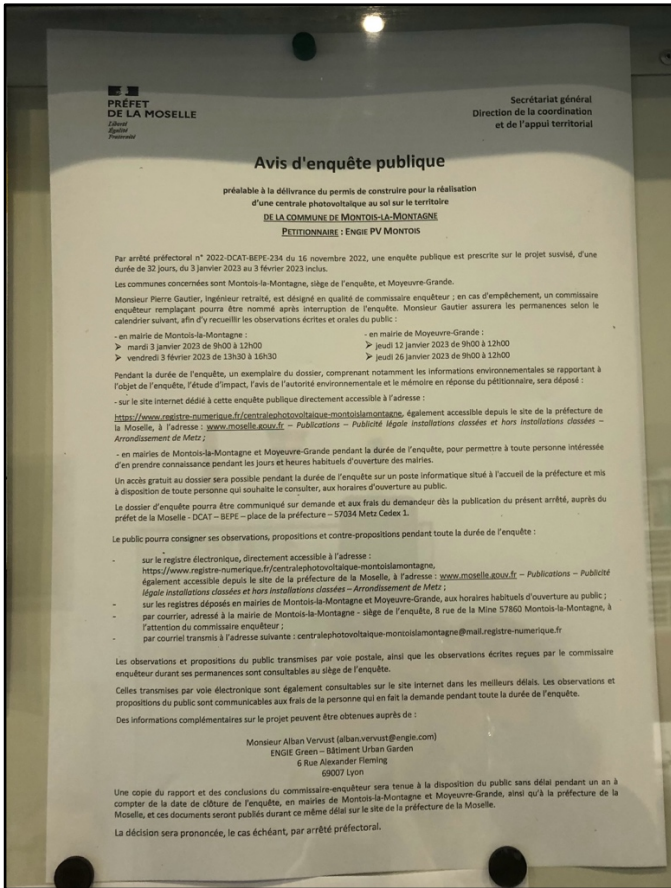 PRÉFET
DE LA MOSELLE
Liberté
Égalité
Fraternité
Secrétariat général
Direction de la coordination
et de l'appui territorial
Avis d'enquête publique
préalable à la délivrance du permis de construire pour la réalisation
d'une centrale photovoltaïque au sol sur le territoire
DE LA COMMUNE DE MONTOIS-LA-MONTAGNE
PETITIONNAIRE : ENGIE PV MONTOIS
Par arrêté préfectoral n° 2022-DCAT-BEPE-234 du 16 novembre 2022, une enquête publique est prescrite sur le projet susvisé, d'une
durée de 32 jours, du 3 janvier 2023 au 3 février 2023 inclus.
Les communes concernées sont Montois-la-Montagne, siège de l'enquête, et Moyeuvre-Grande.
Monsieur Pierre Gautier, ingénieur retraité, est désigné en qualité de commissaire enquêteur ; en cas d'empêchement, un commissaire
enquêteur remplaçant pourra être nommé après interruption de l'enquête. Monsieur Gautier assurera les permanences selon le
calendrier suivant, afin d'y recueillir les observations écrites et orales du public :
- en mairie de Montois-la-Montagne :
➢ mardi 3 janvier 2023 de 9h00 à 12h00
➢ vendredi 3 février 2023 de 13h30 à 16h30
- en mairie de Moyeuvre-Grande :
➢ jeudi 12 janvier 2023 de 9h00 à 12h00
➢ jeudi 26 janvier 2023 de 9h00 à 12h00
Pendant la durée de l'enquête, un exemplaire du dossier, comprenant notamment les informations environnementales se rapportant à
l'objet de l'enquête, l'étude d'impact, l'avis de l'autorité environnementale et le mémoire en réponse du pétitionnaire, sera déposé :
- sur le site internet dédié à cette enquête publique directement accessible à l'adresse :
https://www.registre-numerique.fr/centralephotovoltaique-montoislamontagne, également accessible depuis le site de la préfecture de
la Moselle, à l'adresse : www.moselle.gouv.fr – Publications – Publicité légale installations classées et hors installations classées –
Arrondissement de Metz ;
- en mairies de Montois-la-Montagne et Moyeuvre-Grande pendant la durée de l'enquête, pour permettre à toute personne intéressée
d'en prendre connaissance pendant les jours et heures habituels d'ouverture des mairies.
Un accès gratuit au dossier sera possible pendant la durée de l'enquête sur un poste informatique situé à l'accueil de la préfecture et mis
à disposition de toute personne qui souhaite le consulter, aux horaires d'ouverture au public.
Le dossier d'enquête pourra être communiqué sur demande et aux frais du demandeur dès la publication du présent arrêté, auprès du
préfet de la Moselle - DCAT – BEPE – place de la préfecture – 57034 Metz Cedex 1.
Le public pourra consigner ses observations, propositions et contre-propositions pendant toute la durée de l'enquête :
- sur le registre électronique, directement accessible à l'adresse :
https://www.registre-numerique.fr/centralephotovoltaique-montoislamontagne,
également accessible depuis le site de la préfecture de la Moselle, à l'adresse : www.moselle.gouv.fr – Publications – Publicité
légale installations classées et hors installations classées – Arrondissement de Metz ;
- sur les registres déposés en mairies de Montois-la-Montagne et Moyeuvre-Grande, aux horaires habituels d'ouverture au public ;
- par courrier, adressé à la mairie de Montois-la-Montagne - siège de l'enquête, 8 rue de la Mine 57860 Montois-la-Montagne, à
l'attention du commissaire enquêteur ;
- par courriel transmis à l'adresse suivante : centralephotovoltaique-montoislamontagne@mail.registre-numerique.fr
Les observations et propositions du public transmises par voie postale, ainsi que les observations écrites reçues par le commissaire
enquêteur durant ses permanences sont consultables au siège de l'enquête.
Celles transmises par voie électronique sont également consultables sur le site internet dans les meilleurs délais. Les observations et
propositions du public sont communicables aux frais de la personne qui en fait la demande pendant toute la durée de l'enquête.
Des informations complémentaires sur le projet peuvent être obtenues auprès de :
Monsieur Alban Vervust (alban.vervust@engie.com)
ENGIE Green – Bâtiment Urban Garden
6 Rue Alexander Fleming
69007 Lyon
Une copie du rapport et des conclusions du commissaire-enquêteur sera tenue à la disposition du public sans délai pendant un an à
compter de la date de clôture de l'enquête, en mairies de Montois-la-Montagne et Moyeuvre-Grande, ainsi qu'à la préfecture de la
Moselle, et ces documents seront publiés durant ce même délai sur le site de la préfecture de la Moselle.
La décision sera prononcée, le cas échéant, par arrêté préfectoral.